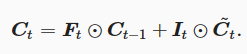 C_t = F_t ⊙ C_{t−1} + I_t ⊙ C̃_t.